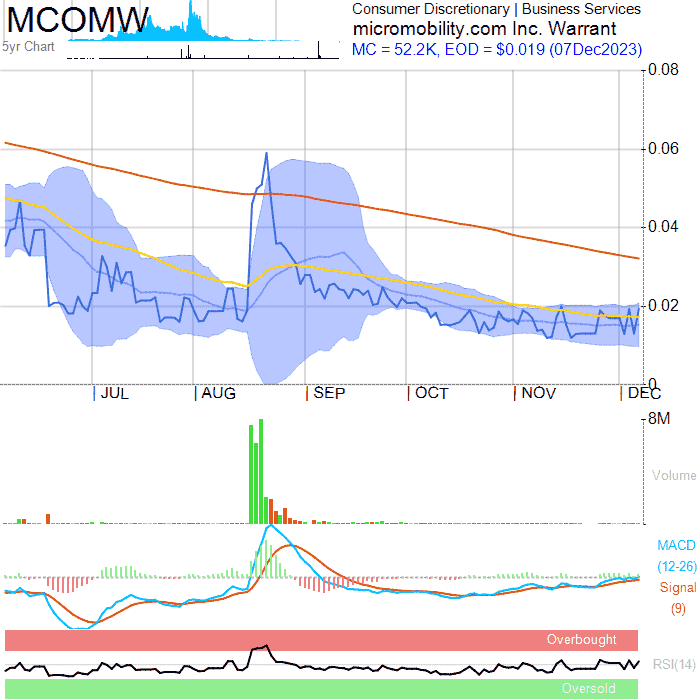 MCOMW
5yr Chart
Consumer Discretionary | Business Services
micromobility.com Inc. Warrant
MC = 52.2K, EOD = $0.019 (07Dec2023)
0.08
0.06
0.04
0.02
0
JUL AUG SEP OCT NOV DEC
8M
Volume
MACD
(12-26)
Signal
(9)
Overbought
RSI(14)
Oversold